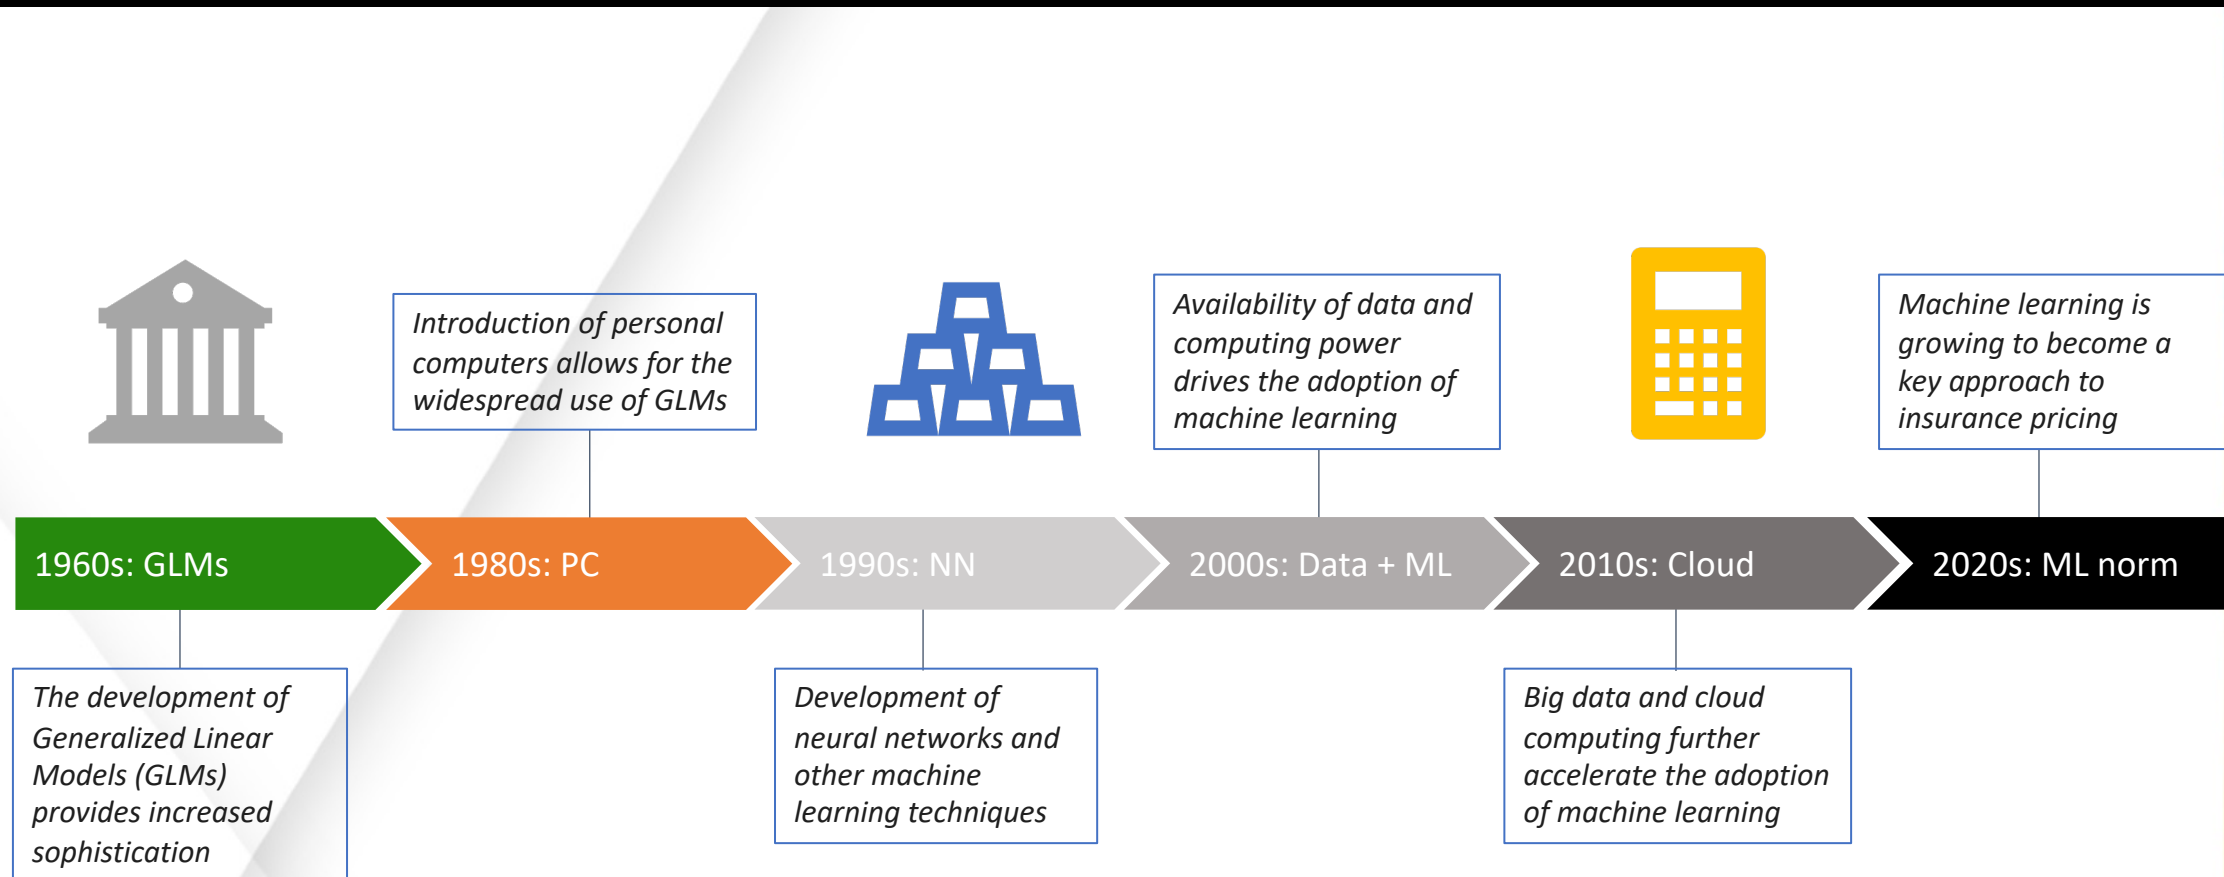 Introduction of personal
computers allows for the
widespread use of GLMs
Availability of data and
computing power
drives the adoption of
machine learning
Machine learning is
growing to become a
key approach to
insurance pricing
1960s: GLMs
1980s: PC
1990s: NN
2000s: Data + ML
2010s: Cloud
2020s: ML norm
The development of
Generalized Linear
Models (GLMs)
provides increased
sophistication
Development of
neural networks and
other machine
learning techniques
Big data and cloud
computing further
accelerate the adoption
of machine learning